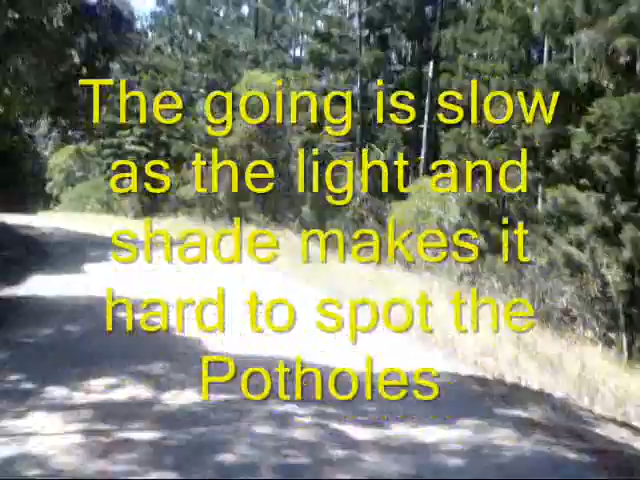 The going is slow
as the light and
shade makes it
hard to spot the
Potholes